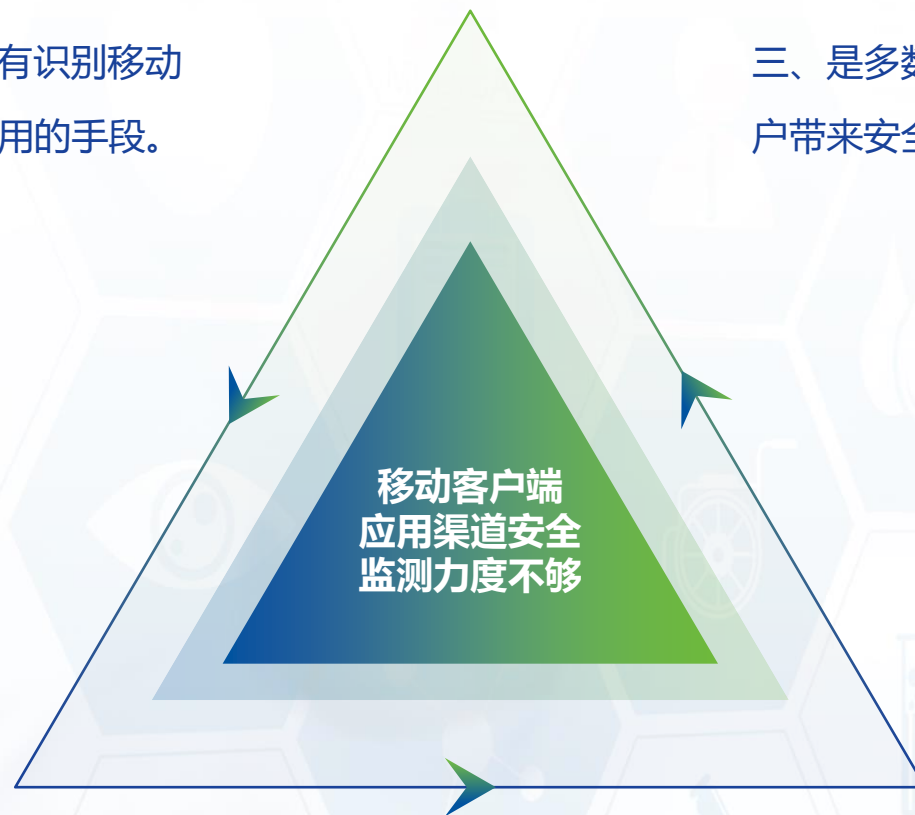 有识别移动
用的手段。
三、是多数
户带来安全
移动客户端
应用渠道安全
监测力度不够